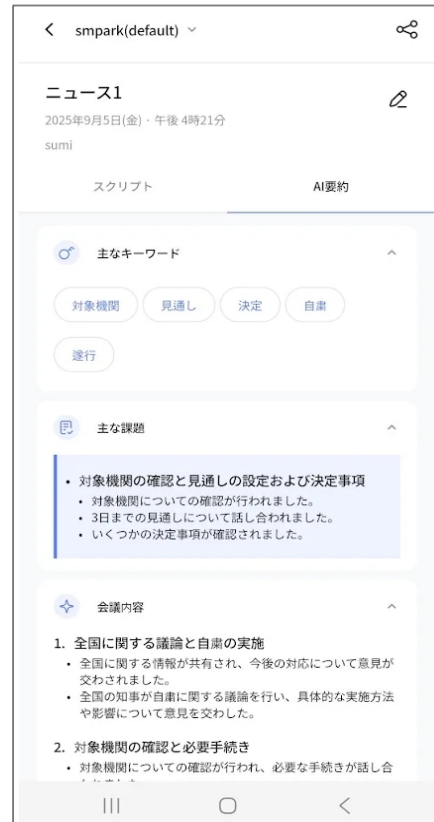 smpark(default)
ニュース1
2025年9月5日(金)・午後 4時21分
sumi
スクリプト
AI要約
主なキーワード
対象機関
見通し
決定
自粛
遂行
主な課題
• 対象機関の確認と見通しの設定および決定事項
• 対象機関についての確認が行われました。
• 3日までの見通しについて話し合われました。
• いくつかの決定事項が確認されました。
会議内容
1. 全国に関する議論と自粛の実施
• 全国に関する情報が共有され、今後の対応について意見が
交わされました。
• 全国の知事が自粛に関する議論を行い、具体的な実施方法
や影響について意見を交わした。
2. 対象機関の確認と必要手続き
• 対象機関についての確認が行われ、必要な手続きが話し合